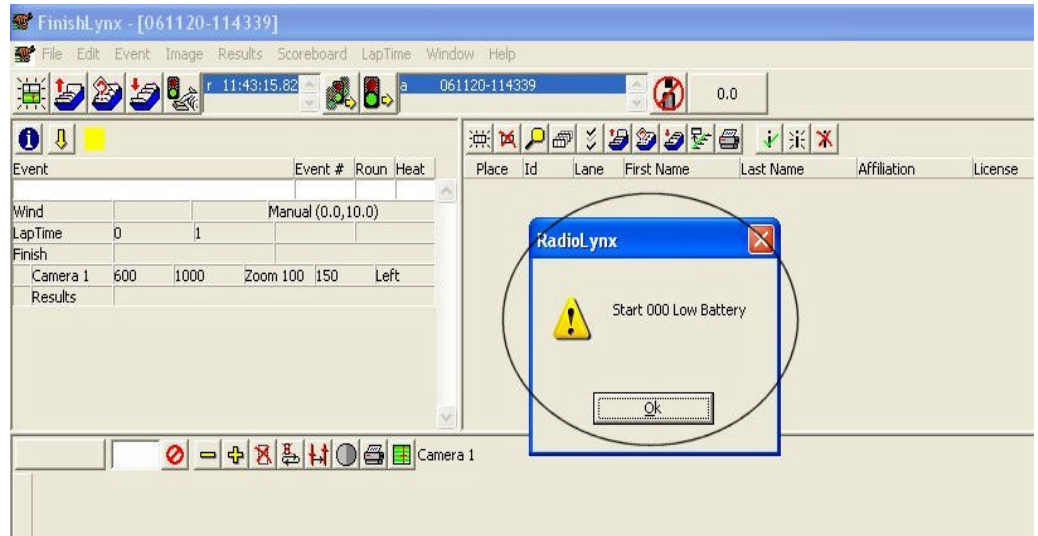 FinishLynx - [061120-114339]
File Edit Event Image Results Scoreboard LapTime Window Help
r 11:43:15.82 a 061120-114339 0.0
Event Event # Roun Heat
Place Id Lane First Name Last Name Affiliation License
Wind Manual (0.0,10.0)
LapTime 0 1
Finish
Camera 1 600 1000 Zoom 100 150 Left
Results
RadioLynx
Start 000 Low Battery
Ok
Camera 1